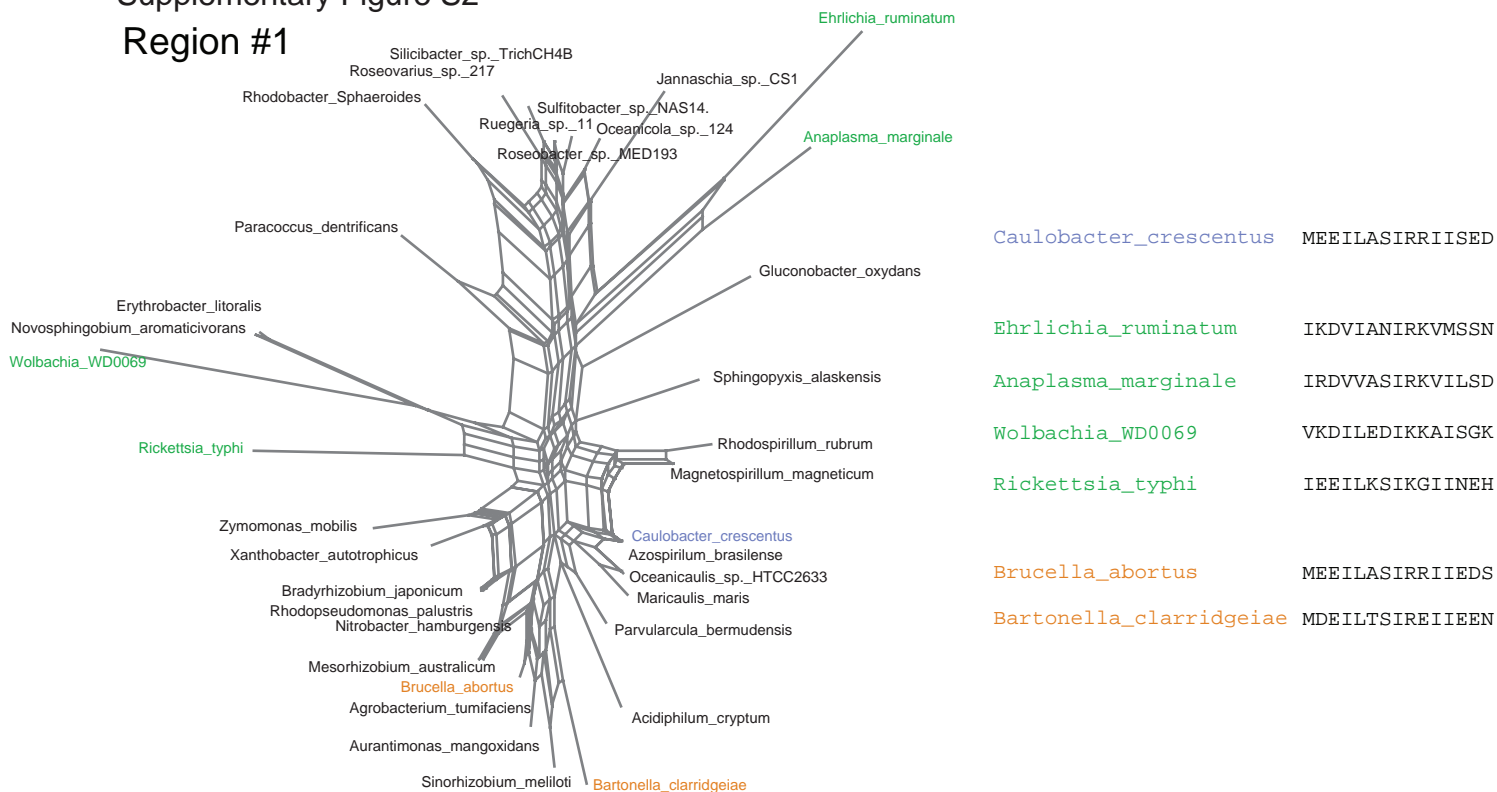 Supplementary Figure S2
Region #1
Ehrlichia_ruminatum
Silicibacter_sp._TrichCH4B
Roseovarius_sp._217
Jannaschia_sp._CS1
Rhodobacter_Sphaeroides
Sulfitobacter_sp._NAS14.
Ruegeria_sp._11
Oceanicola_sp._124
Anaplasma_marginale
Roseobacter_sp._MED193
Paracoccus_dentrificans
Gluconobacter_oxydans
Erythrobacter_litoralis
Novosphingobium_aromaticivorans
Wolbachia_WD0069
Sphingopyxis_alaskensis
Rickettsia_typhi
Rhodospirillum_rubrum
Magnetospirillum_magneticum
Zymomonas_mobilis
Caulobacter_crescentus
Xanthobacter_autotrophicus
Azospirilum_brasilense
Oceanicaulis_sp._HTCC2633
Bradyrhizobium_japonicum
Maricaulis_maris
Rhodopseudomonas_palustris
Nitrobacter_hamburgensis
Parvularcula_bermudensis
Mesorhizobium_australicum
Brucella_abortus
Agrobacterium_tumifaciens
Acidiphilum_cryptum
Aurantimonas_mangoxidans
Sinorhizobium_meliloti
Bartonella_clarridgeiae
Caulobacter_crescentus MEEILASIRRIISED
Ehrlichia_ruminatum IKDVIANIRKVMSSN
Anaplasma_marginale IRDVVASIRKVILSD
Wolbachia_WD0069 VKDILEDIKKAISGK
Rickettsia_typhi IEEILKSIKGIINEH
Brucella_abortus MEEILASIRRIIEDS
Bartonella_clarridgeiae MDEILTSIREIIEEN